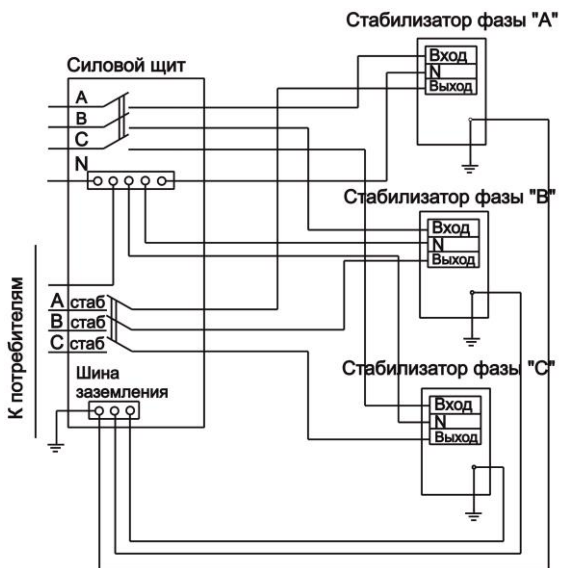 Стабилизатор фазы "А"
Вход
N
Выход
Силовой щит
А
В
С
N
Стабилизатор фазы "В"
Вход
N
Выход
К потребителям
А стаб
В стаб
С стаб
Шина
заземления
Стабилизатор фазы "С"
Вход
N
Выход